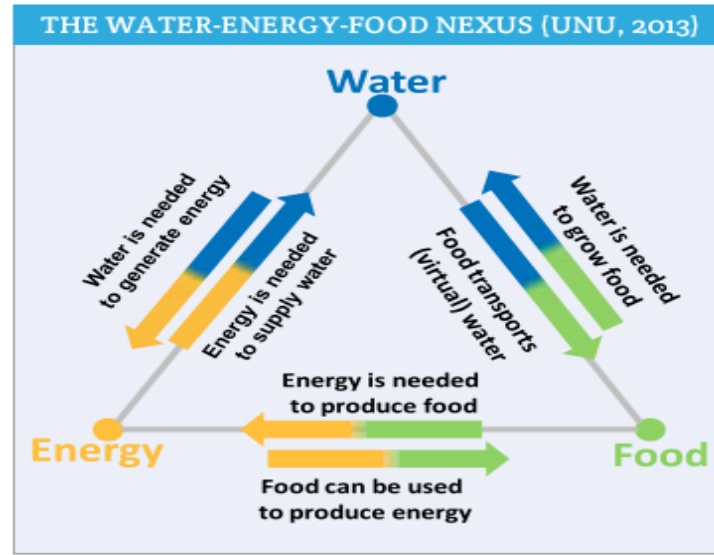 THE WATER-ENERGY-FOOD NEXUS (UNU, 2013)
Water
Water is needed
to generate energy
Energy is needed
to supply water
Food transports
(virtual) water
Water is needed
to grow food
Energy is needed
to produce food
Energy
Food
Food can be used
to produce energy